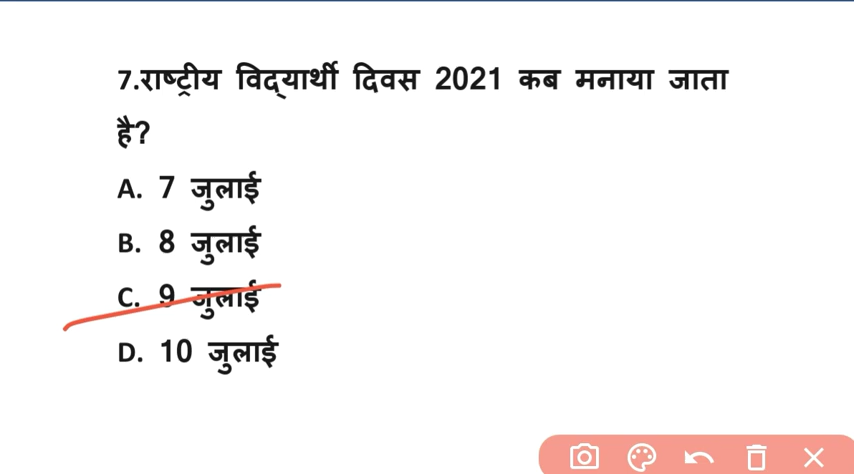 7.राष्ट्रीय विद्यार्थी दिवस 2021 कब मनाया जाता
है?
A. 7 जुलाई
B. 8 जुलाई
C. 9 जुलाई
D. 10 जुलाई